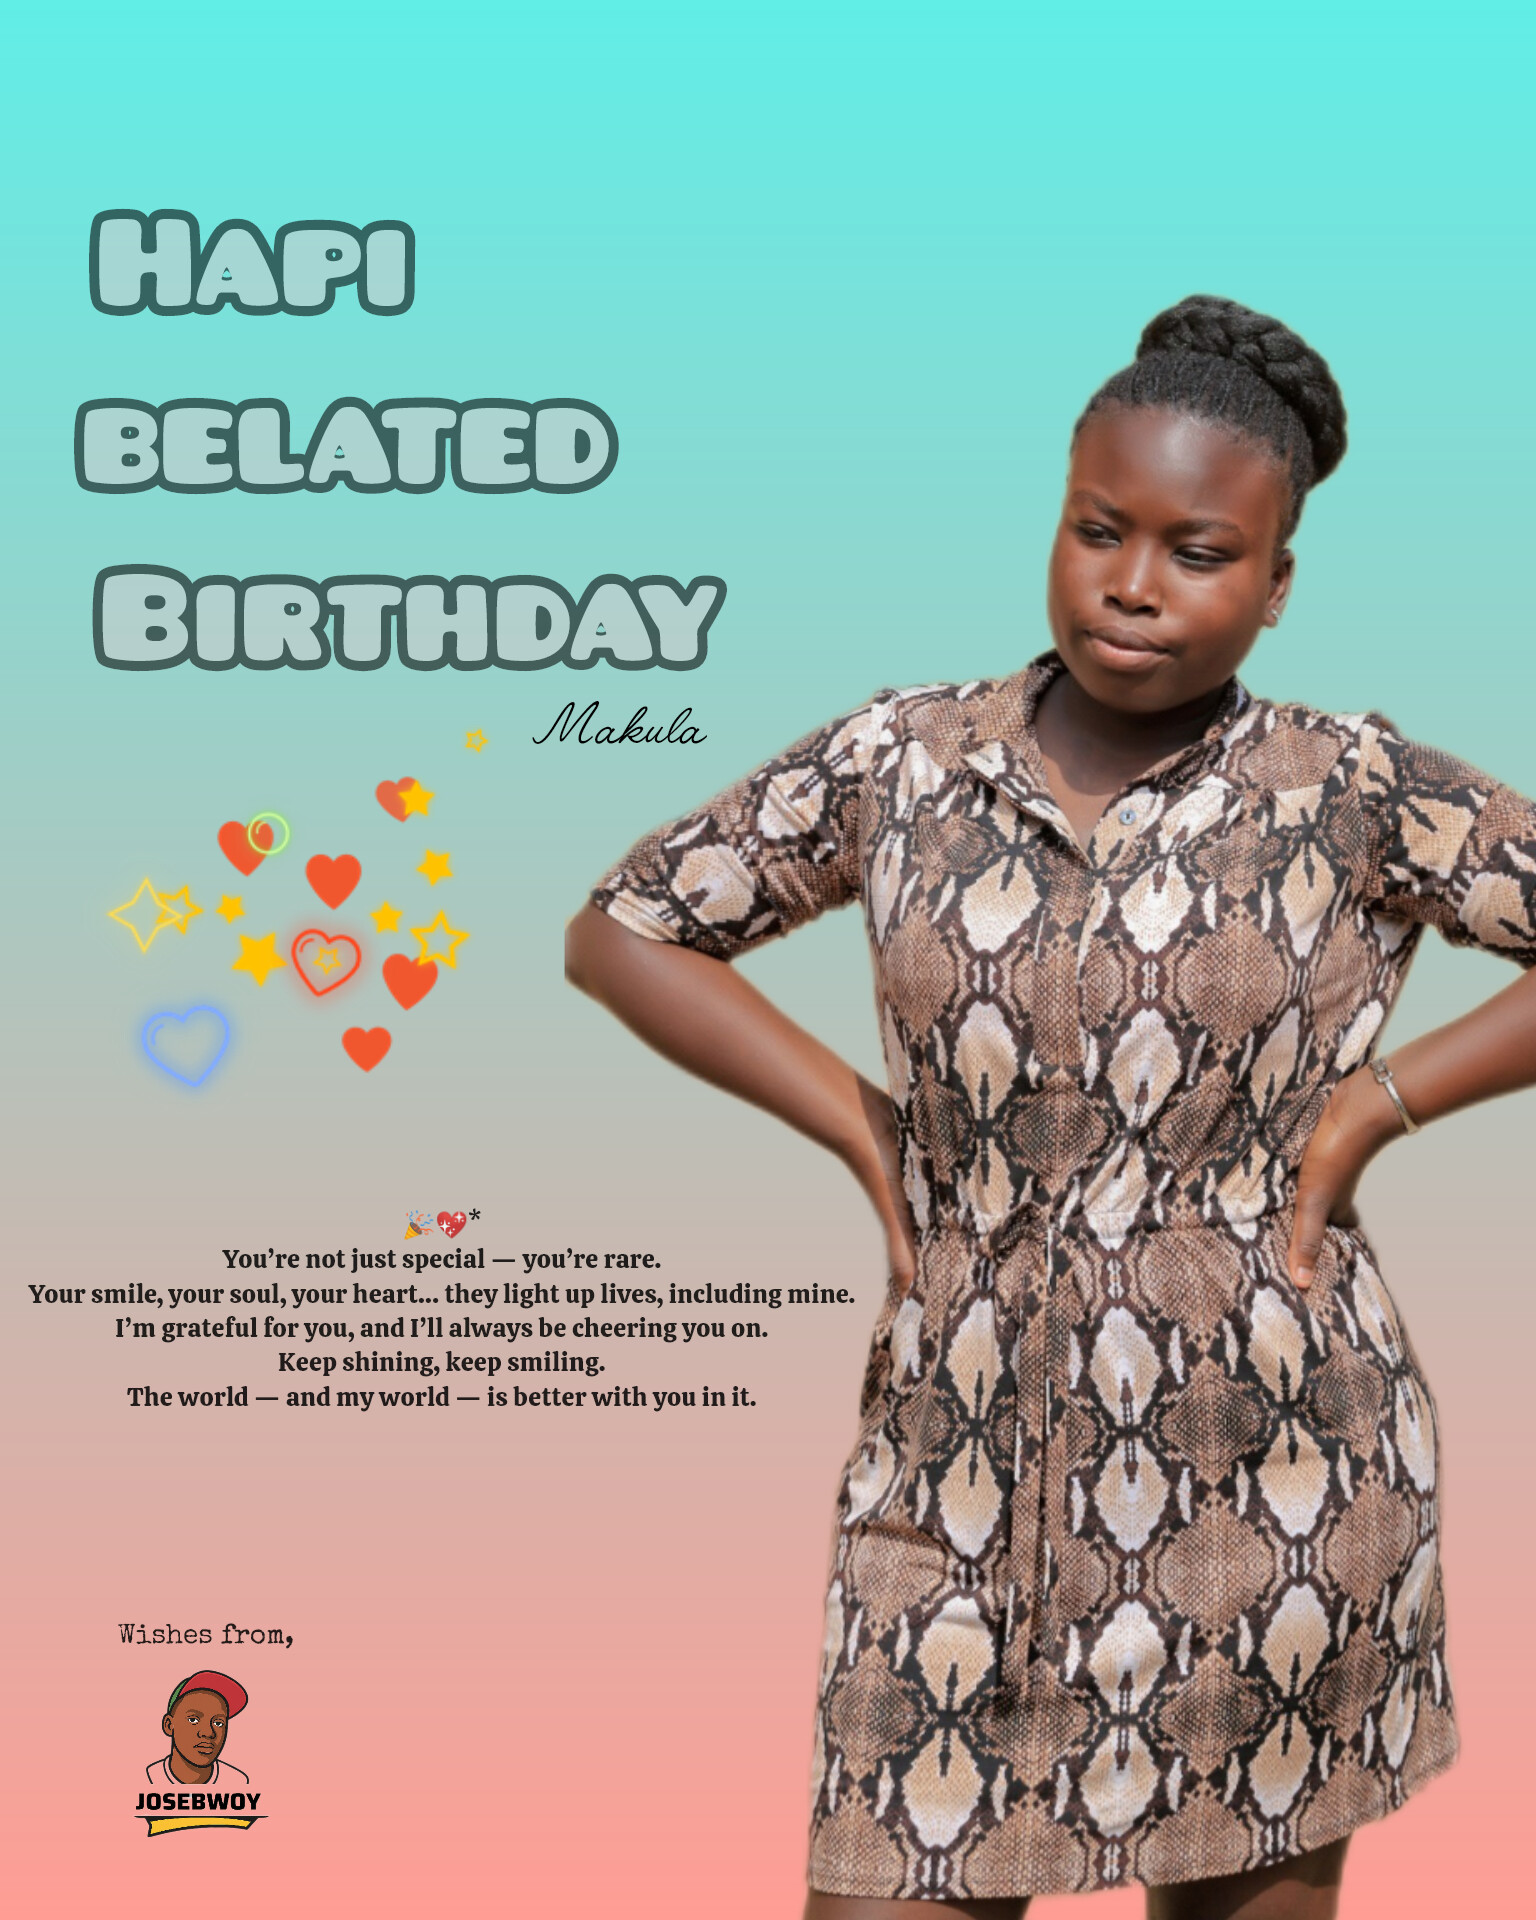 HAPI
BELATED
BIRTHDAY
Makula
🎉💖*
You’re not just special — you’re rare.
Your smile, your soul, your heart... they light up lives, including mine.
I’m grateful for you, and I’ll always be cheering you on.
Keep shining, keep smiling.
The world — and my world — is better with you in it.
Wishes from,
JOSEBWOY